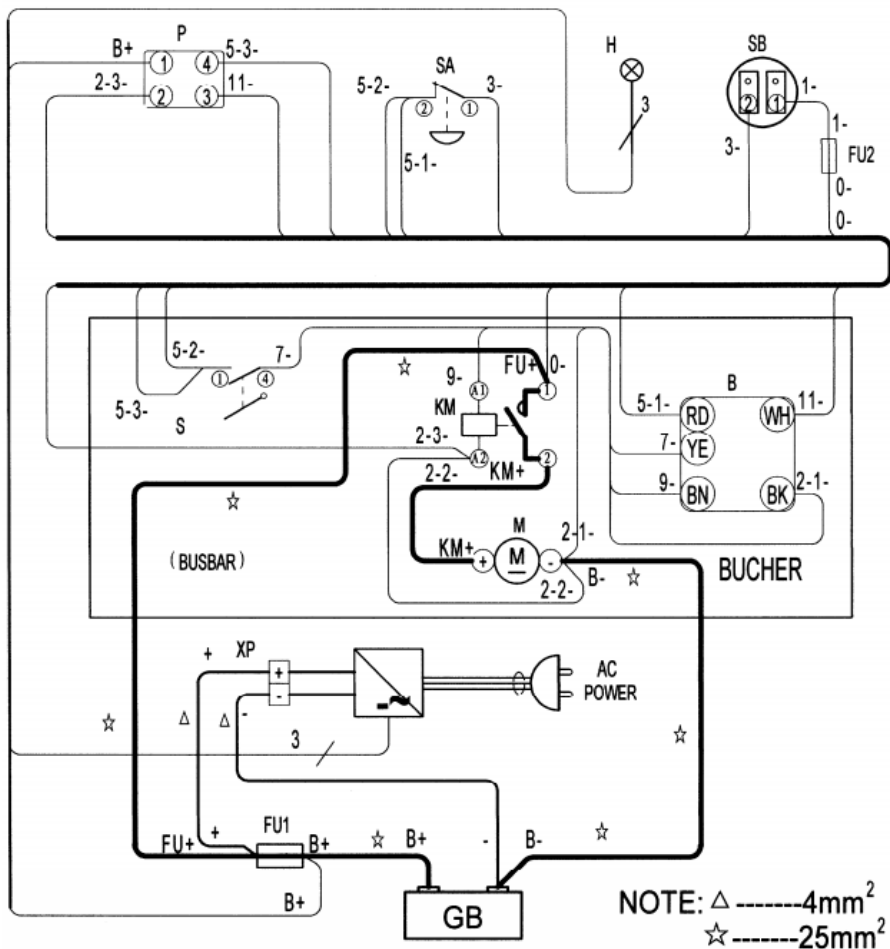 P
B+ 1 4 5-3-
2-3- 2 3 11-
SA
5-2- 2 1 3-
5-1-
H
3
SB
2 1 1-
3- 1-
FU2
0-
0-
5-2- 1 4 7-
5-3-
S
FU+ 0-
9- A1 1
KM
2-3- A2 2
2-2- KM+
B
5-1- RD WH 11-
7- YE
9- BN BK 2-1-
M
KM+ + M - 2-1-
2-2- B-
(BUSBAR)
BUCHER
+ XP +
- -
- ~
AC
POWER
3
FU1
FU+ + B+ B+ - B-
B+
GB
NOTE: △ -------4mm²
☆ -------25mm²